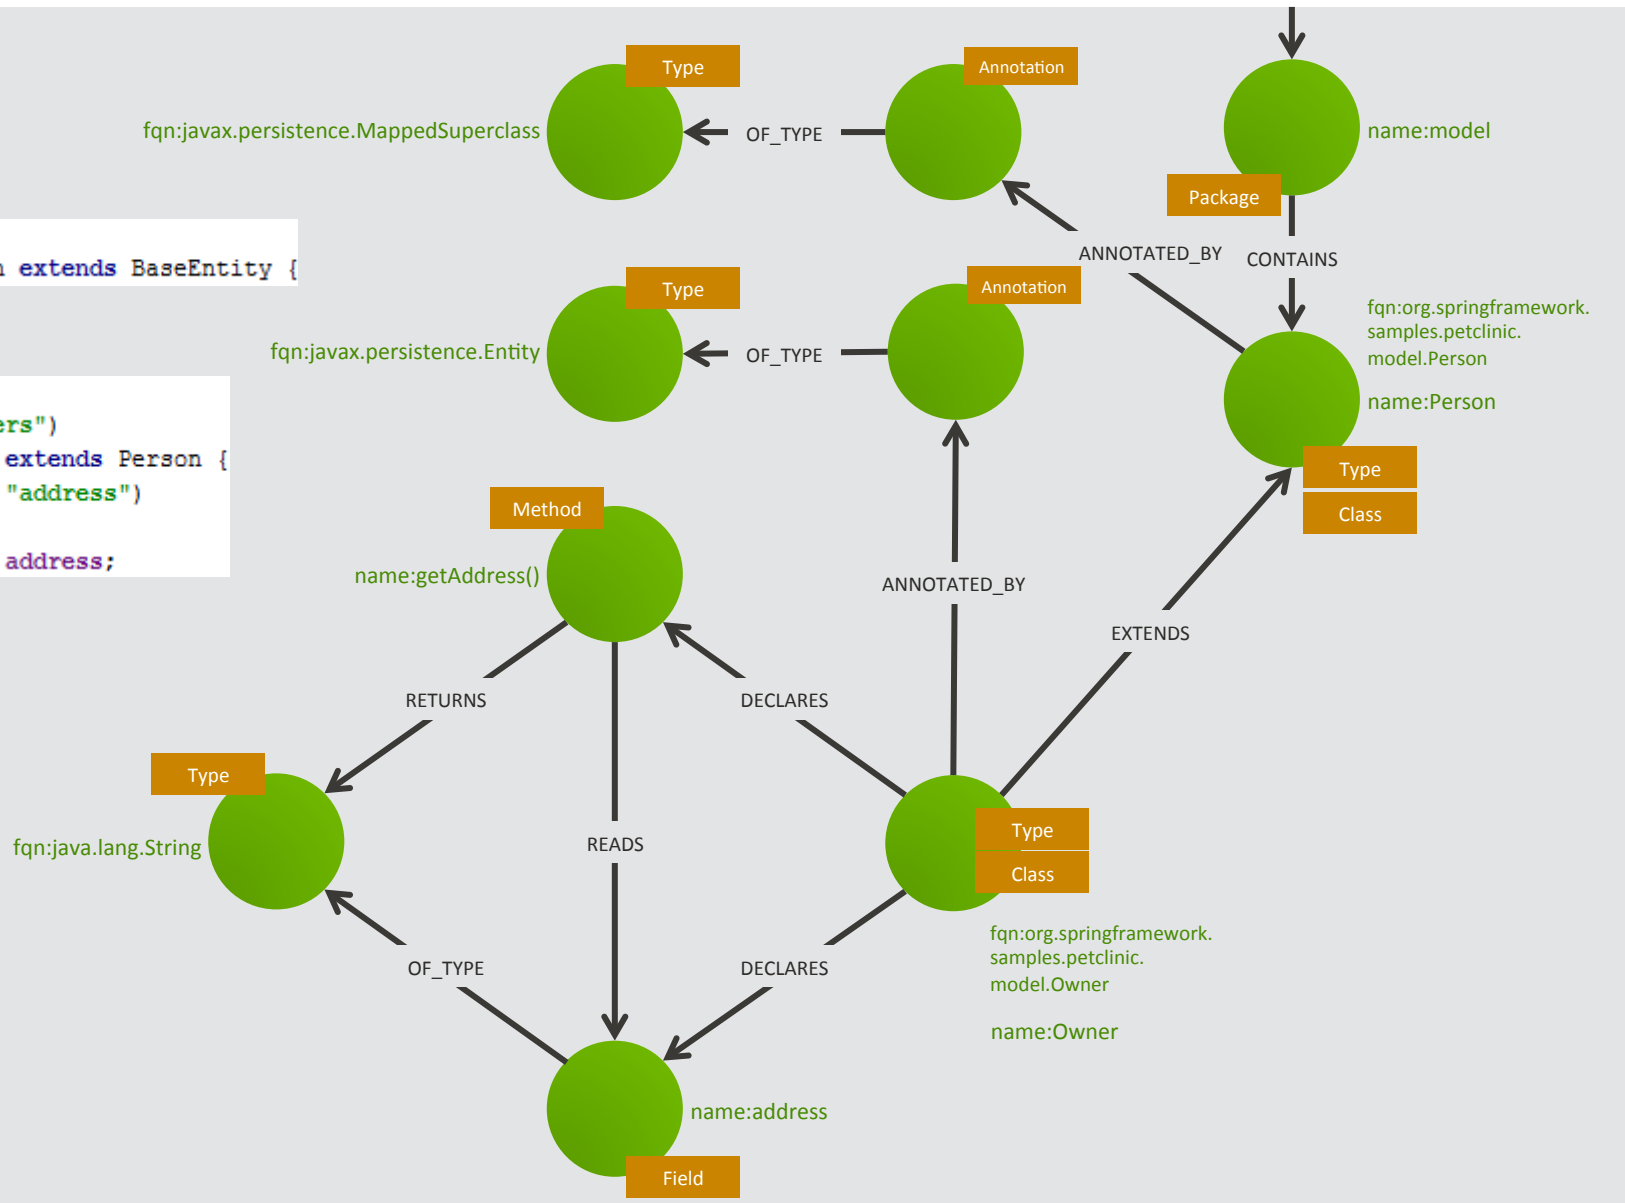 Type
Annotation
fqn:javax.persistence.MappedSuperclass
OF_TYPE
name:model
Package
extends BaseEntity {
ANNOTATED_BY
CONTAINS
Type
Annotation
fqn:org.springframework.
samples.petclinic.
model.Person
fqn:javax.persistence.Entity
OF_TYPE
name:Person
ers")
extends Person {
"address")
address;
Type
Class
Method
name:getAddress()
ANNOTATED_BY
EXTENDS
RETURNS
DECLARES
Type
fqn:java.lang.String
READS
Type
Class
fqn:org.springframework.
samples.petclinic.
model.Owner
name:Owner
OF_TYPE
DECLARES
name:address
Field